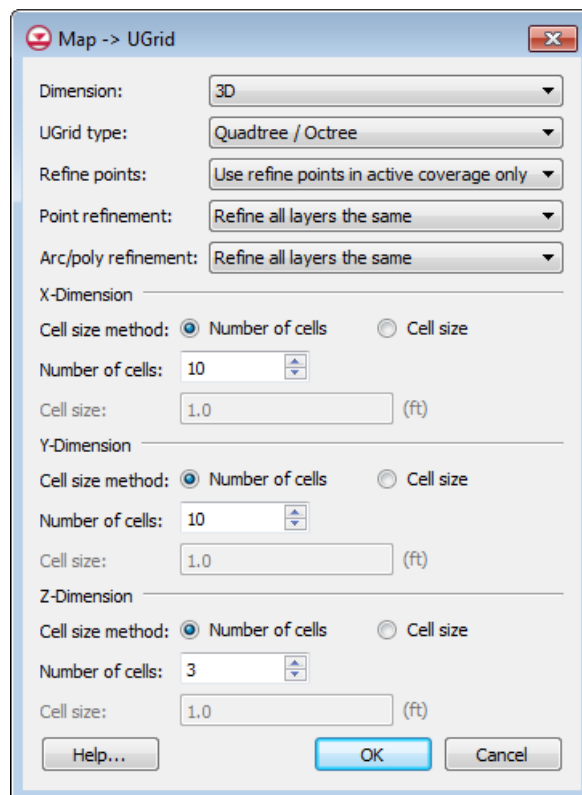 Map -> UGrid
Dimension: 3D
UGrid type: Quadtree / Octree
Refine points: Use refine points in active coverage only
Point refinement: Refine all layers the same
Arc/poly refinement: Refine all layers the same
X-Dimension
Cell size method: Number of cells Cell size
Number of cells: 10
Cell size: 1.0 (ft)
Y-Dimension
Cell size method: Number of cells Cell size
Number of cells: 10
Cell size: 1.0 (ft)
Z-Dimension
Cell size method: Number of cells Cell size
Number of cells: 3
Cell size: 1.0 (ft)
Help... OK Cancel